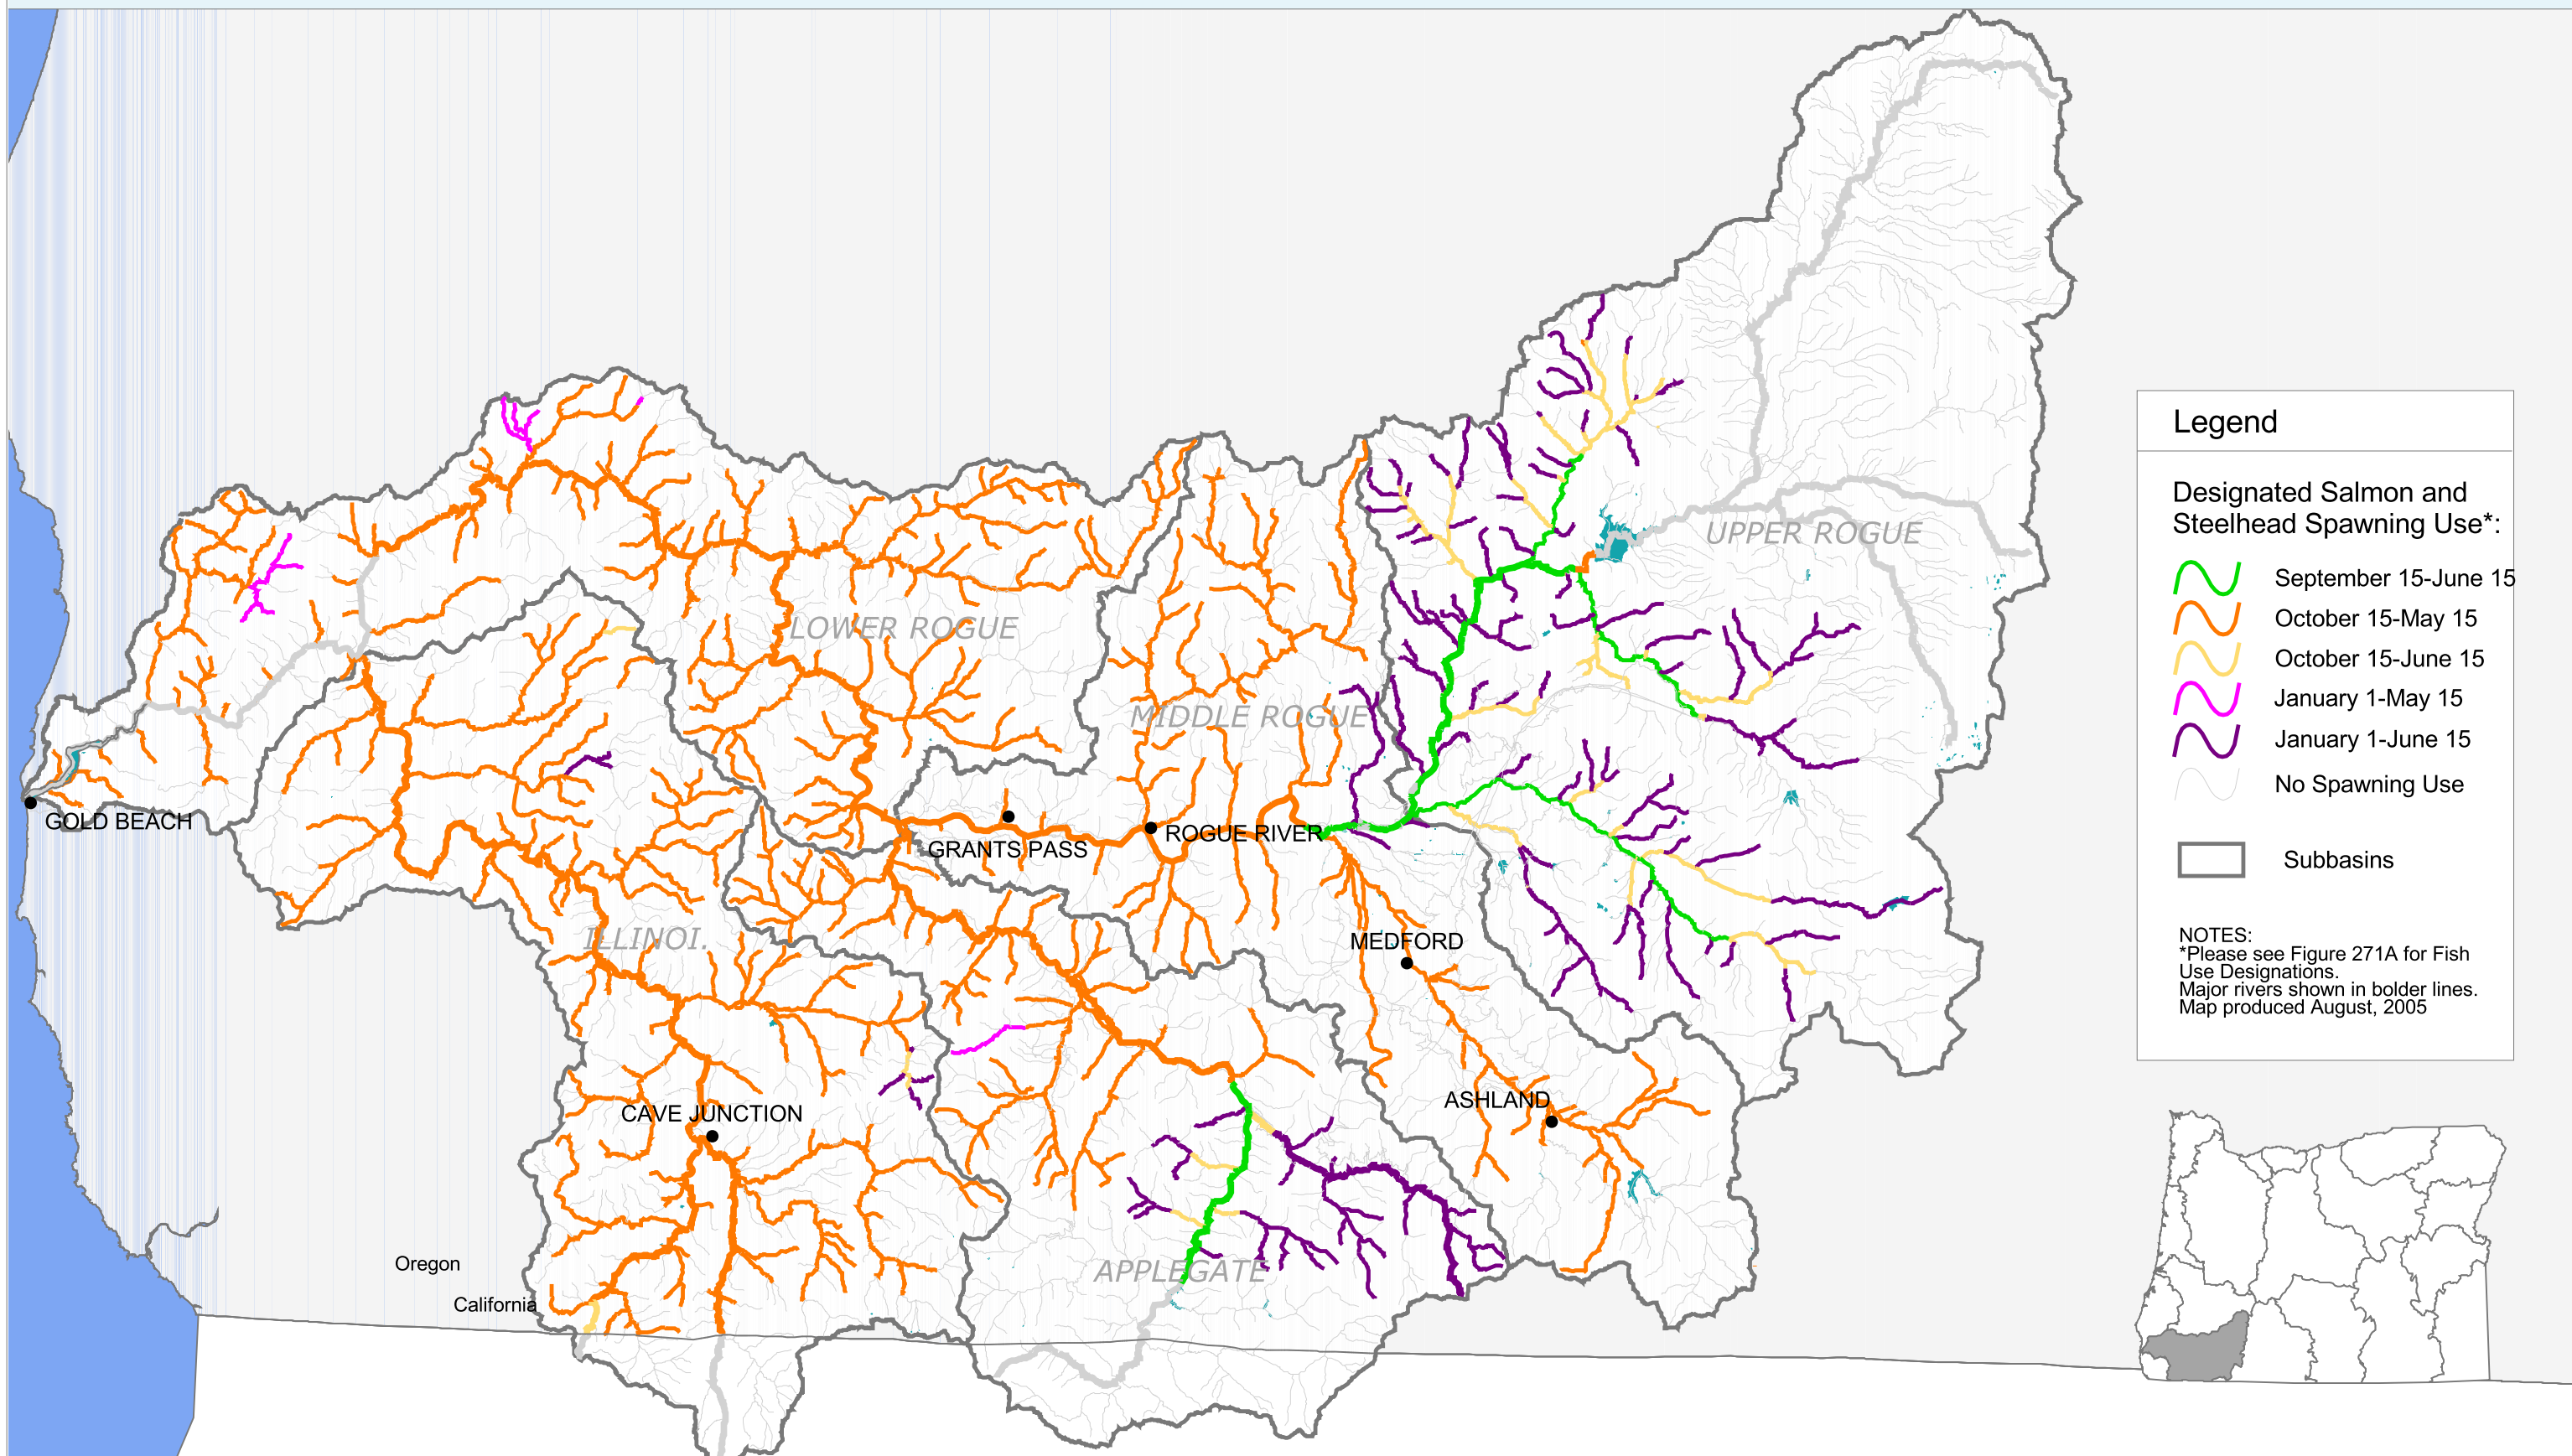 UPPER ROGUE
LOWER ROGUE
MIDDLE ROGUE
GOLD BEACH
GRANTS PASS
ROGUE RIVER
ILLINOI.
MEDFORD
CAVE JUNCTION
ASHLAND
APPLEGATE
Oregon
California
Legend
Designated Salmon and
Steelhead Spawning Use*:
September 15-June 15
October 15-May 15
October 15-June 15
January 1-May 15
January 1-June 15
No Spawning Use
Subbasins
NOTES:
*Please see Figure 271A for Fish
Use Designations.
Major rivers shown in bolder lines.
Map produced August, 2005